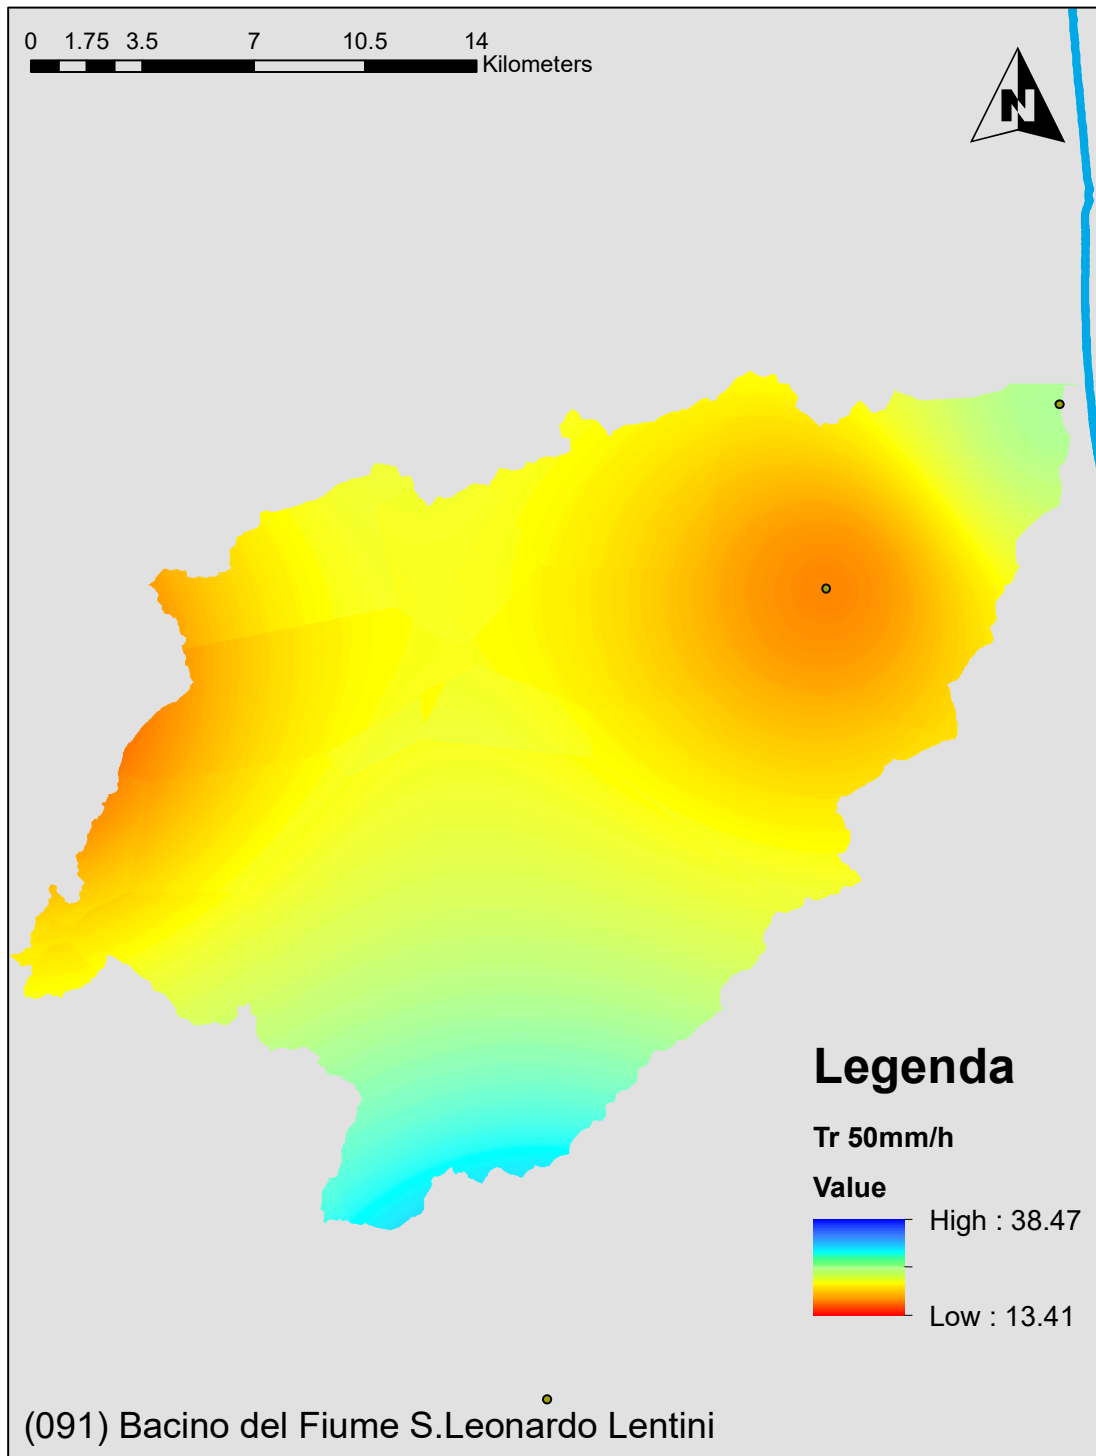 0 1.75 3.5 7 10.5 14
Kilometers
N
Legenda
Tr 50mm/h
Value
High : 38.47
Low : 13.41
(091) Bacino del Fiume S.Leonardo Lentini